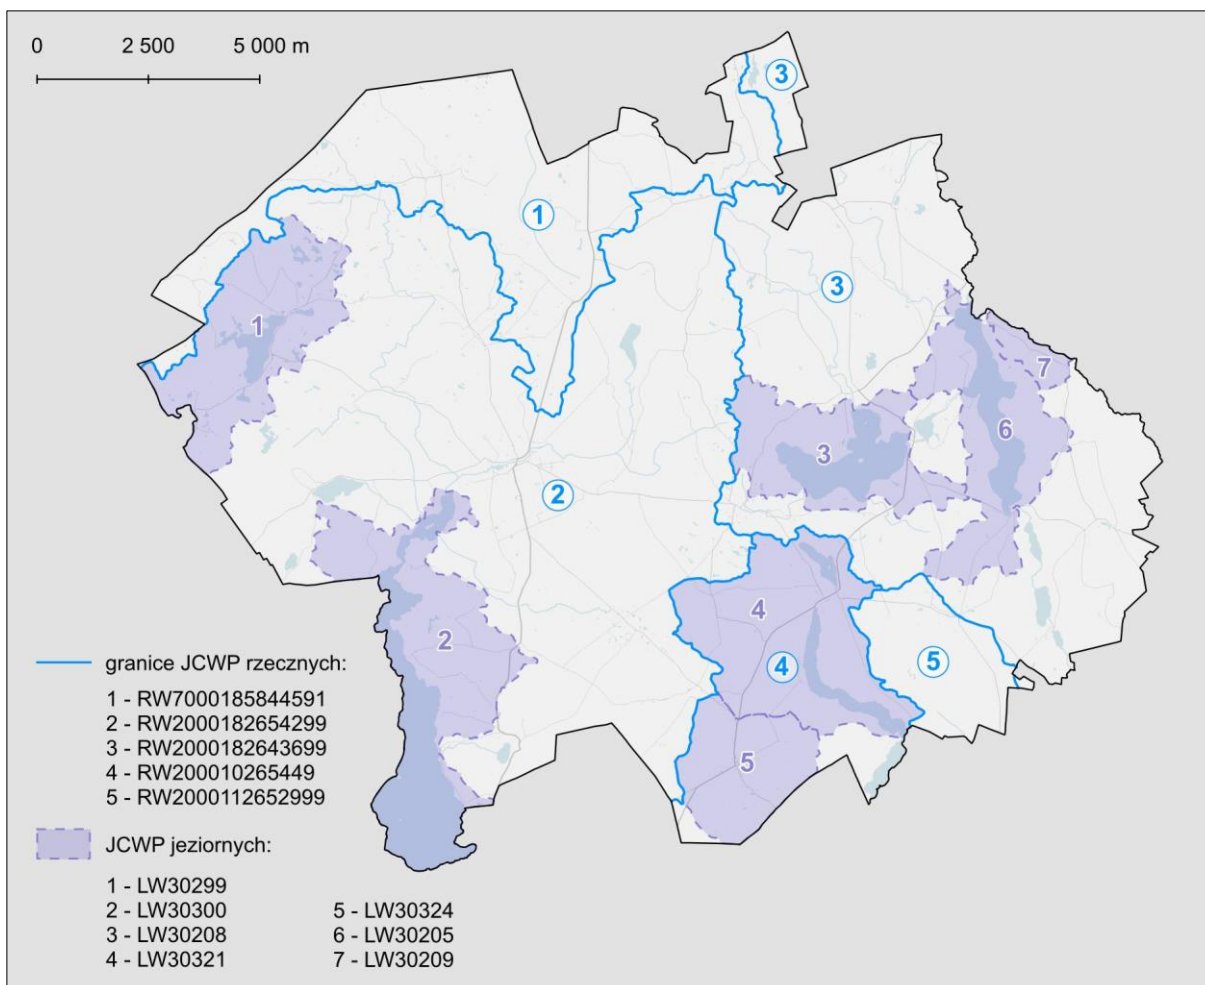 0 2 500 5 000 m
3
1
3
1
7
3
6
2
4
2
4
5
5
granice JCWP rzecznych:
1 - RW7000185844591
2 - RW2000182654299
3 - RW2000182643699
4 - RW200010265449
5 - RW2000112652999
JCWP jeziornych:
1 - LW30299
2 - LW30300
3 - LW30208
4 - LW30321
5 - LW30324
6 - LW30205
7 - LW30209